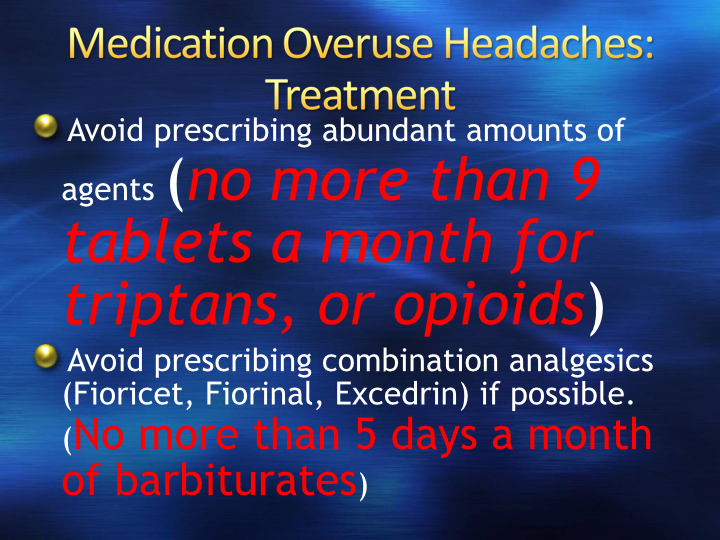 Medication Overuse Headaches:
Treatment
Avoid prescribing abundant amounts of
agents (no more than 9
tablets a month for
triptans, or opioids)
Avoid prescribing combination analgesics
(Fioricet, Fiorinal, Excedrin) if possible.
(No more than 5 days a month
of barbiturates)